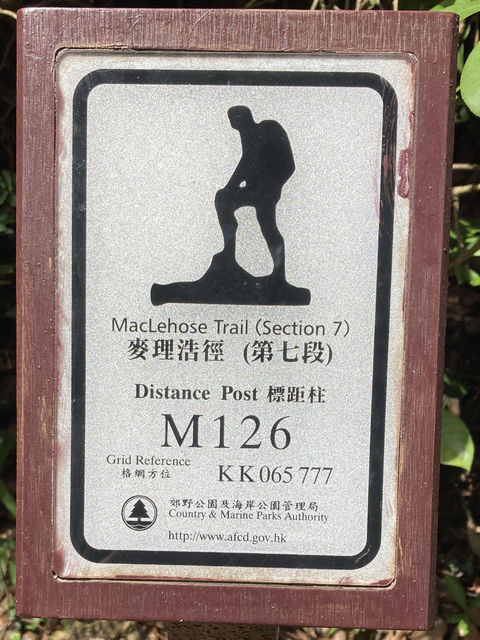 MacLehose Trail (Section 7)
麥理浩徑 (第七段)
Distance Post 標距柱
M126
Grid Reference
格網方位
KK065 777
郊野公園及海岸公園管理局
Country & Marine Parks Authority
http://www.afcd.gov.hk